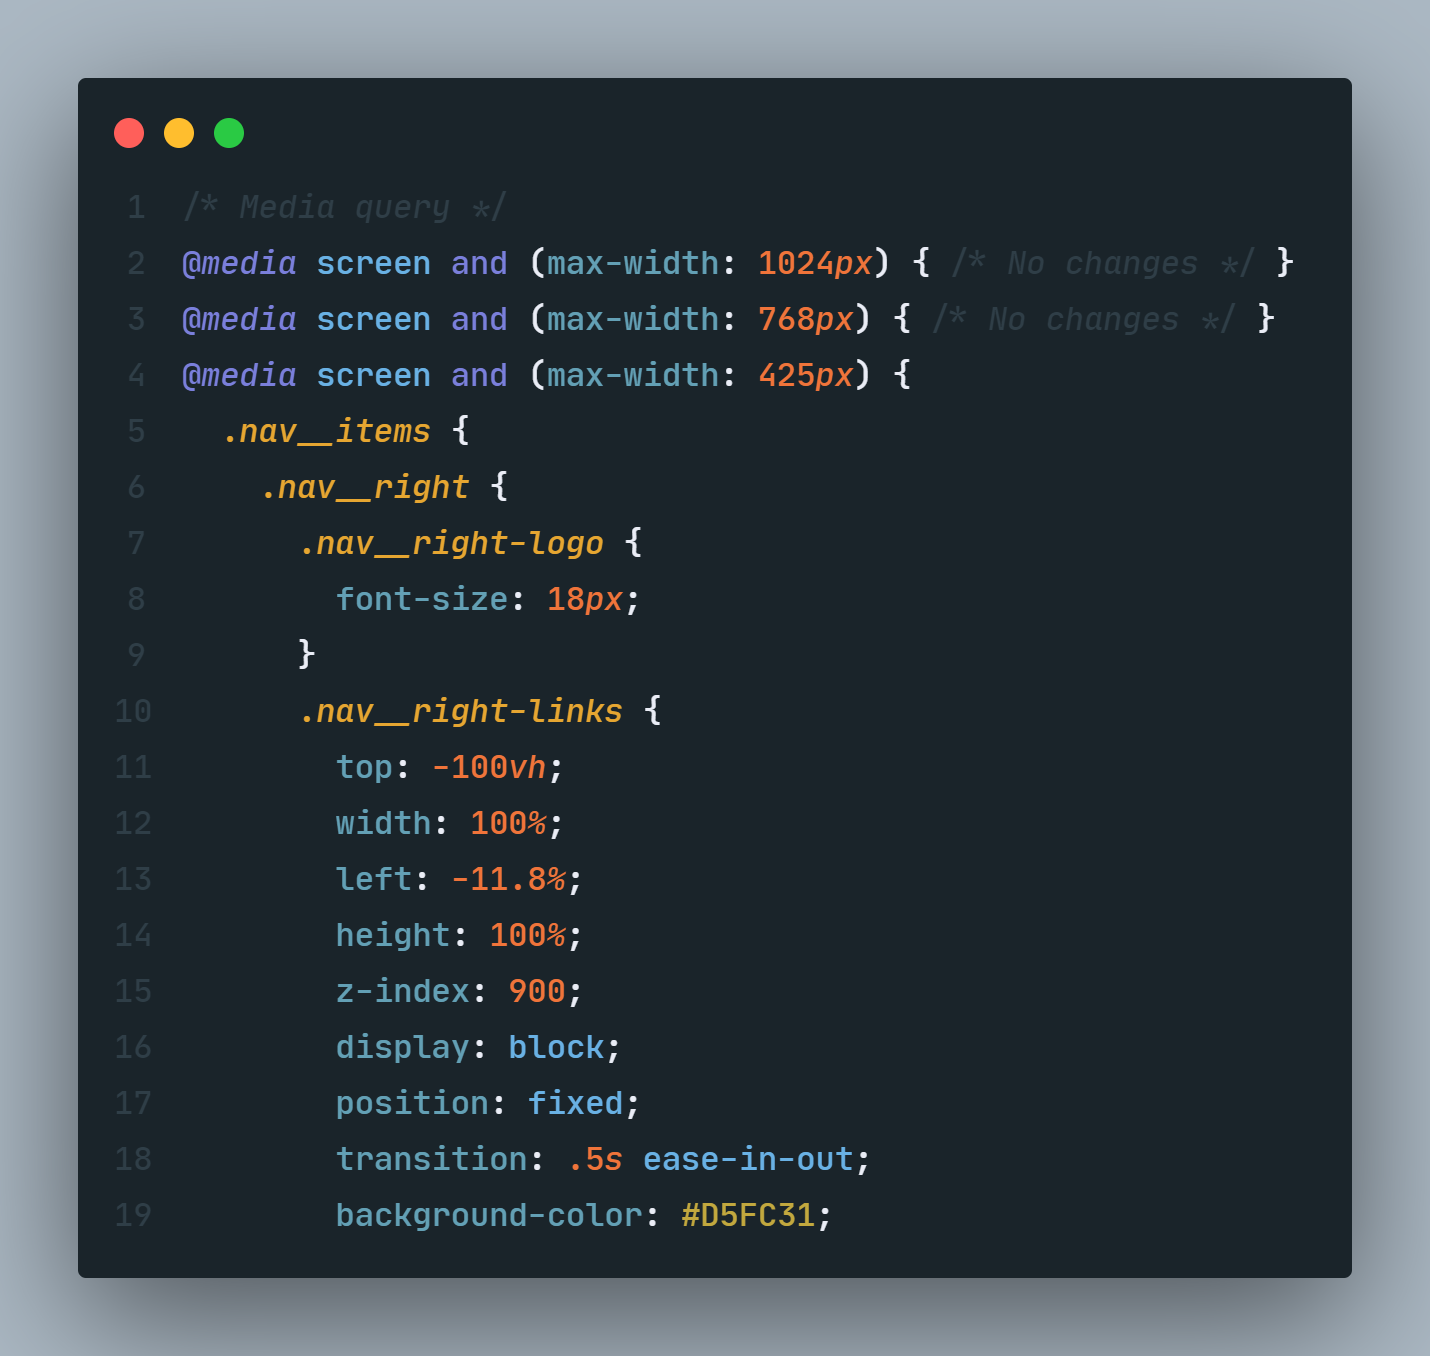 1 /* Media query */
2 @media screen and (max-width: 1024px) { /* No changes */ }
3 @media screen and (max-width: 768px) { /* No changes */ }
4 @media screen and (max-width: 425px) {
5   .nav__items {
6     .nav__right {
7       .nav__right-logo {
8         font-size: 18px;
9       }
10       .nav__right-links {
11         top: -100vh;
12         width: 100%;
13         left: -11.8%;
14         height: 100%;
15         z-index: 900;
16         display: block;
17         position: fixed;
18         transition: .5s ease-in-out;
19         background-color: #D5FC31;